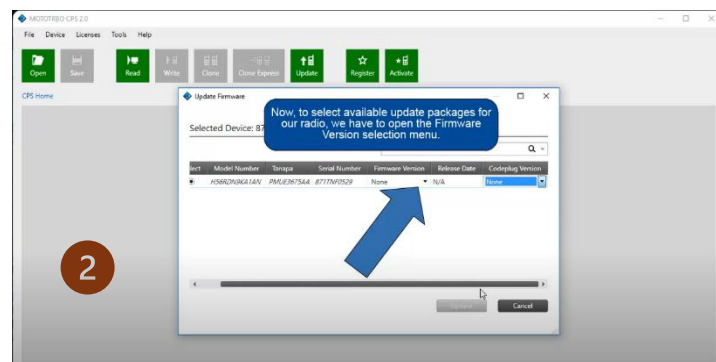 MOTOTRBO CPS 2.0
File Device Licenses Tools Help
Open Save Read Write Clone Clone Express Update Register Activate
CPS Home
Update Firmware
Now, to select available update packages for
our radio, we have to open the Firmware
Version selection menu.
Selected Device: 87
lect Model Number Tanapa Serial Number Firmware Version Release Date Codeplug Version
H56RDN9KA1AN PMUE3675AA 871TNF0529 None N/A None
2
Update Cancel